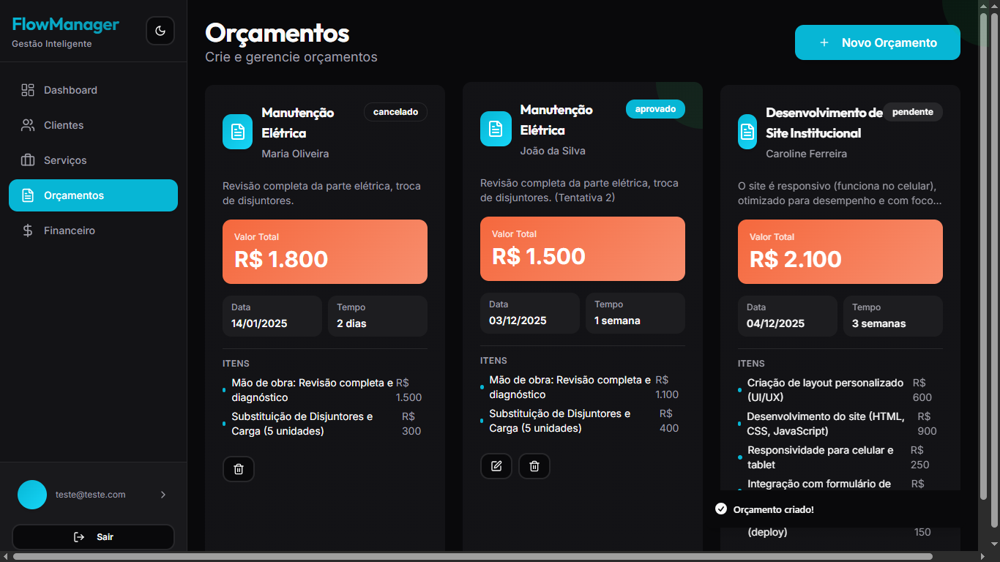 FlowManager
Gestão Inteligente
Dashboard
Clientes
Serviços
Orçamentos
Financeiro
teste@teste.com
Sair
Orçamentos
Crie e gerencie orçamentos
Novo Orçamento
Manutenção
Elétrica
cancelado
Maria Oliveira
Revisão completa da parte elétrica, troca
de disjuntores.
Valor Total
R$ 1.800
Data
14/01/2025
Tempo
2 dias
ITENS
Mão de obra: Revisão completa e R$
diagnóstico 1.500
Substituição de Disjuntores e R$
Carga (5 unidades) 300
Manutenção
Elétrica
aprovado
João da Silva
Revisão completa da parte elétrica, troca
de disjuntores. (Tentativa 2)
Valor Total
R$ 1.500
Data
03/12/2025
Tempo
1 semana
ITENS
Mão de obra: Revisão completa e R$
diagnóstico 1.100
Substituição de Disjuntores e R$
Carga (5 unidades) 400
Desenvolvimento de
Site Institucional
pendente
Caroline Ferreira
O site é responsivo (funciona no celular),
otimizado para desempenho e com foco...
Valor Total
R$ 2.100
Data
04/12/2025
Tempo
3 semanas
ITENS
Criação de layout personalizado R$
(UI/UX) 600
Desenvolvimento do site (HTML, R$
CSS, JavaScript) 900
Responsividade para celular e R$
tablet 250
Integração com formulário de R$
Orçamento criado!
(deploy) 150